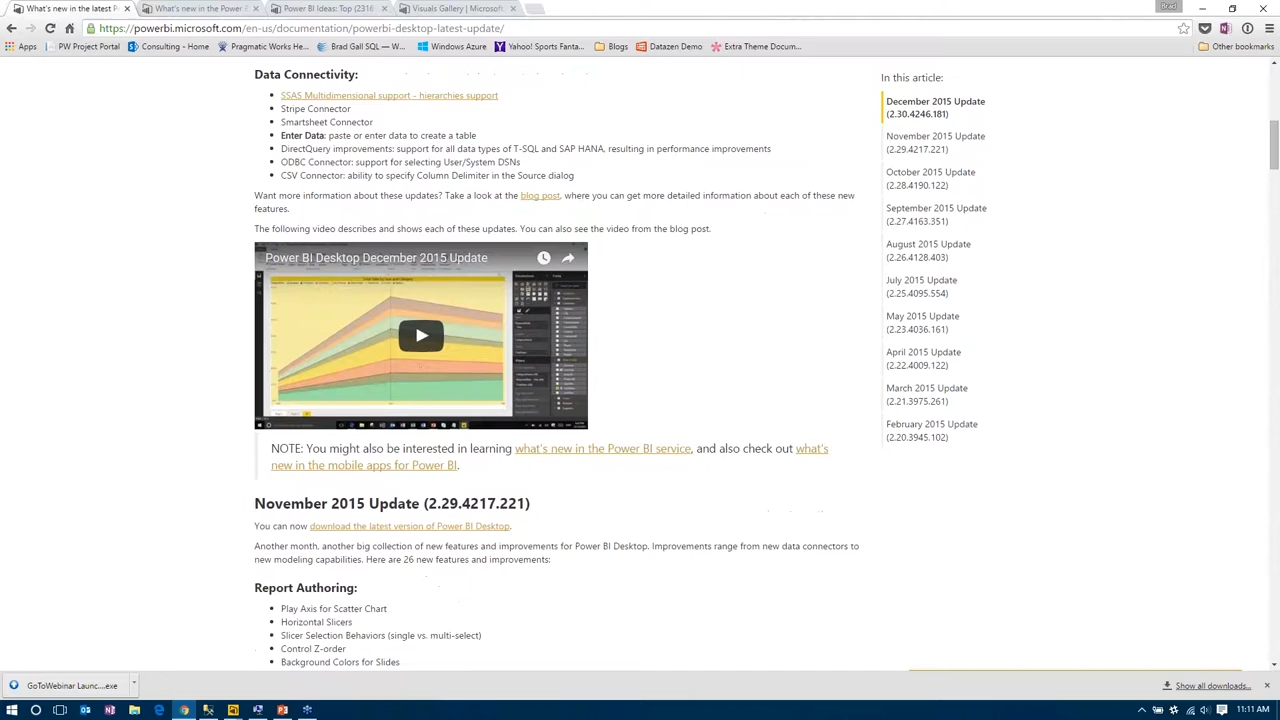 What's new in the latest P
What's new in the Power B
Power BI Ideas: Top (2316
Visuals Gallery | Microsoft
Brad
https://powerbi.microsoft.com/en-us/documentation/powerbi-desktop-latest-update/
Apps
PW Project Online
Consulting - Home
Pragmatic Works He...
Brad Gall SQL — W...
Windows Azure
Yahoo! Sports Fanta...
Blogs
Datazen Demo
Extra Theme Docum...
Other bookmarks
Data Connectivity:
SSAS Multidimensional support - hierarchies support
Stripe Connector
Smartsheet Connector
Enter Data: paste or enter data to create a table
DirectQuery improvements: support for all data types of T-SQL and SAP HANA, resulting in performance improvements
ODBC Connector: support for selecting User/System DSNs
CSV Connector: ability to specify Column Delimiter in the Source dialog
Want more information about these updates? Take a look at the blog post, where you can get more detailed information about each of these new
features.
The following video describes and shows each of these updates. You can also see the video from the blog post.
Power BI Desktop December 2015 Update
NOTE: You might also be interested in learning what's new in the Power BI service, and also check out what's
new in the mobile apps for Power BI.
November 2015 Update (2.29.4217.221)
You can now download the latest version of Power BI Desktop.
Another month, another big collection of new features and improvements for Power BI Desktop. Improvements range from new data connectors to
new modeling capabilities. Here are 26 new features and improvements:
Report Authoring:
Play Axis for Scatter Chart
Horizontal Slicers
Slicer Selection Behaviors (single vs. multi-select)
Control Z-order
Background Colors for Slides
In this article:
December 2015 Update
(2.30.4246.181)
November 2015 Update
(2.29.4217.221)
October 2015 Update
(2.28.4190.122)
September 2015 Update
(2.27.4163.351)
August 2015 Update
(2.26.4128.403)
July 2015 Update
(2.25.4095.554)
May 2015 Update
(2.23.4036.161)
April 2015 Update
(2.22.4009.122)
March 2015 Update
(2.21.3975.261)
February 2015 Update
(2.20.3945.102)
GoToWebinar Launc....exe
Show all downloads...
11:11 AM